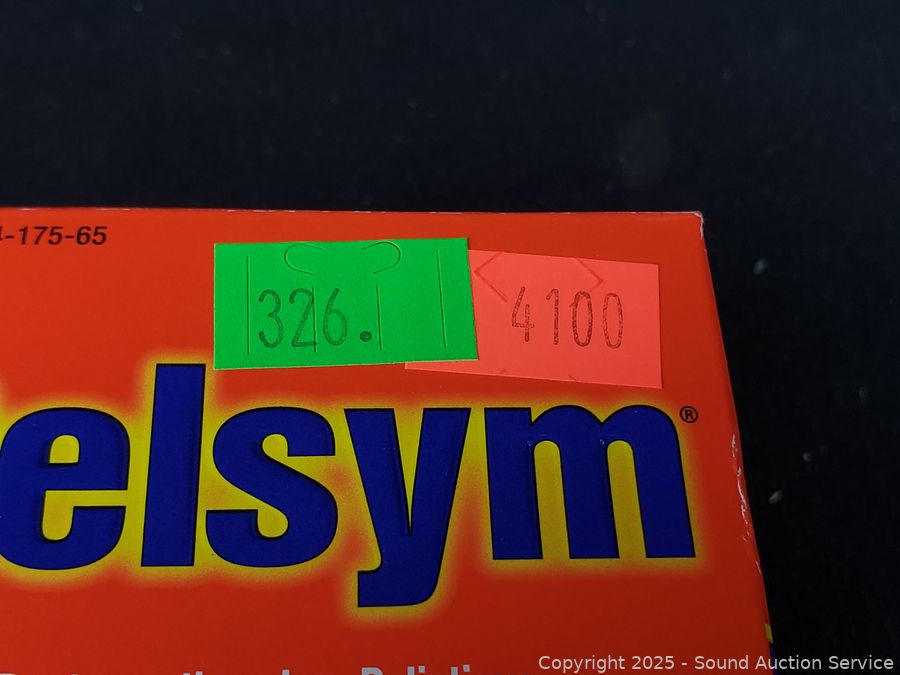 -175-65
326.
4100
elsym®
Copyright 2025 - Sound Auction Service